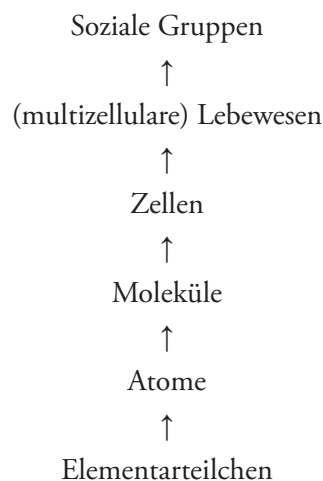 Soziale Gruppen
↑
(multizellulare) Lebewesen
↑
Zellen
↑
Moleküle
↑
Atome
↑
Elementarteilchen